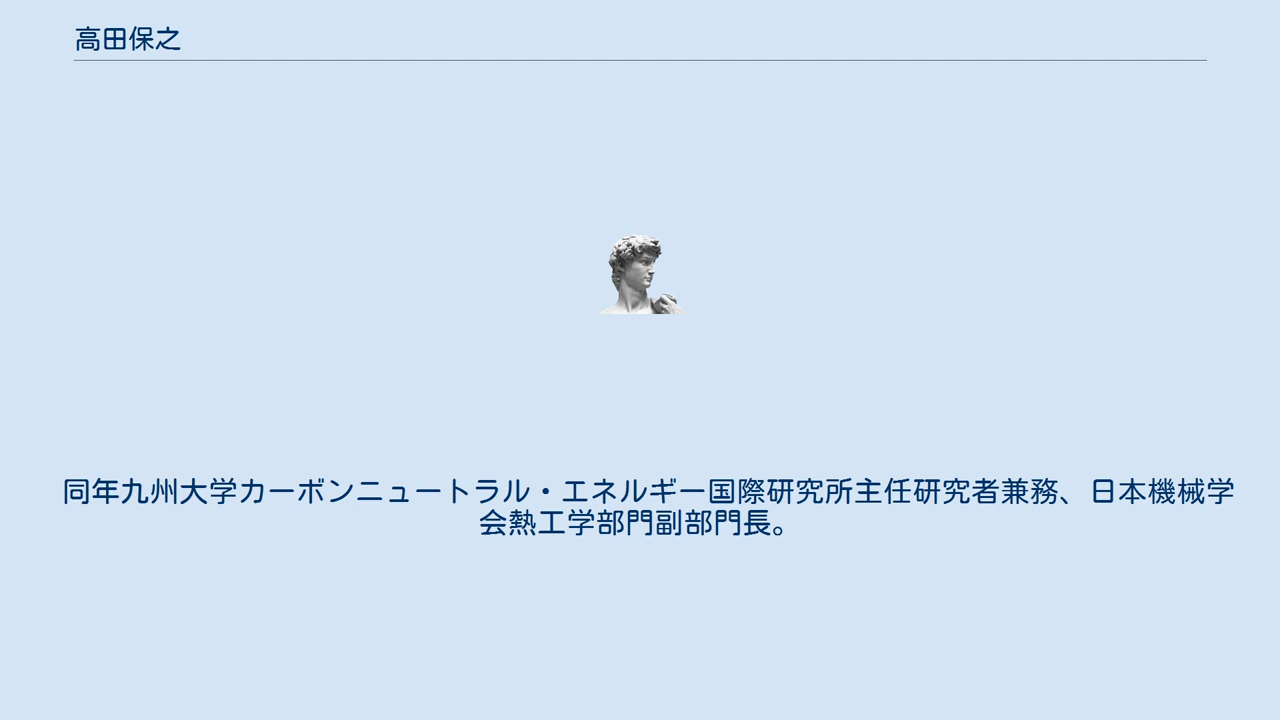 高田保之
同年九州大学カーボンニュートラル・エネルギー国際研究所主任研究者兼務、日本機械学
会熱工学部門副部門長。